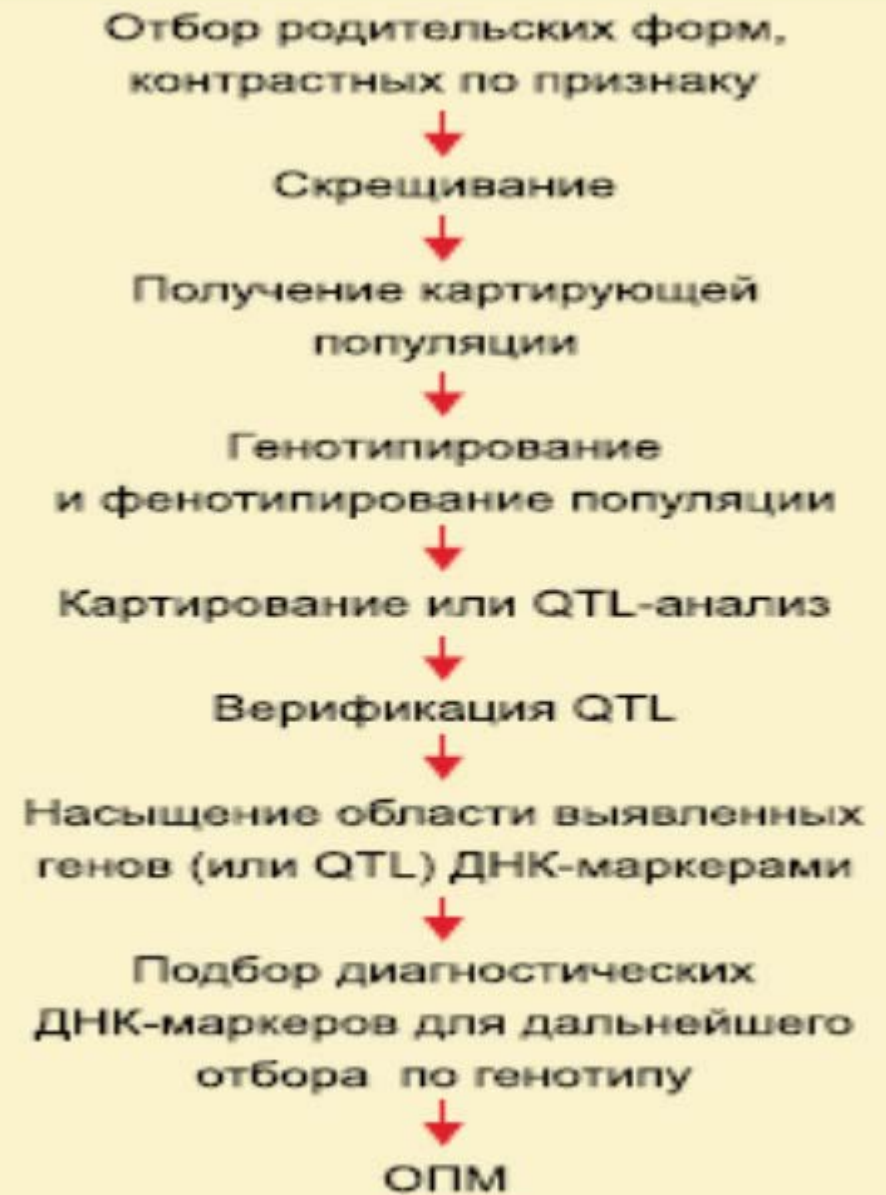 Отбор родительских форм,
контрастных по признаку
Скрещивание
Получение картирующей
популяции
Генотипирование
и фенотипирование популяции
Картирование или QTL-анализ
Верификация QTL
Насыщение области выявленных
генов (или QTL) ДНК-маркерами
Подбор диагностических
ДНК-маркеров для дальнейшего
отбора по генотипу
ОПМ